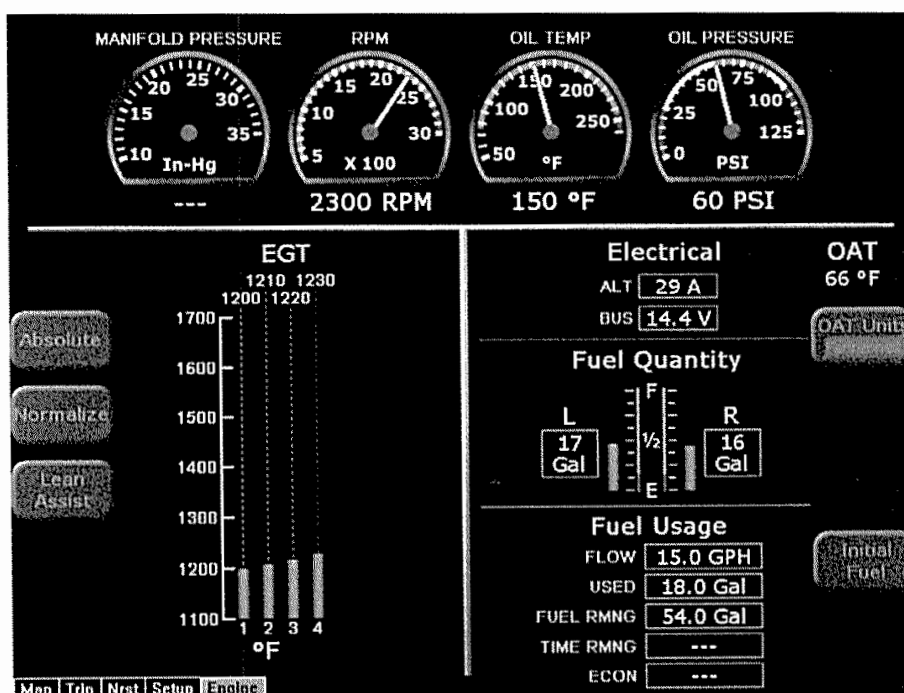 MANIFOLD PRESSURE RPM OIL TEMP OIL PRESSURE
10 15 20 25 30 35 In-Hg
5 10 15 20 25 30 X 100
50 100 150 200 250 °F
0 25 50 75 100 125 PSI
--- 2300 RPM 150 °F 60 PSI
EGT
1210 1230
1200 1220
1700
1600
1500
1400
1300
1200
1100
1 2 3 4
°F
Absolute
Normalize
Lean
Assist
Electrical
ALT 29 A
BUS 14.4 V
OAT
66 °F
OAT Units
Fuel Quantity
L F R
17 ½ 16
Gal Gal
E
Fuel Usage
FLOW 15.0 GPH
USED 18.0 Gal
FUEL RMNG 54.0 Gal
TIME RMNG ---
ECON ---
Initial
Fuel
Map Trip Nrst Setup Engine